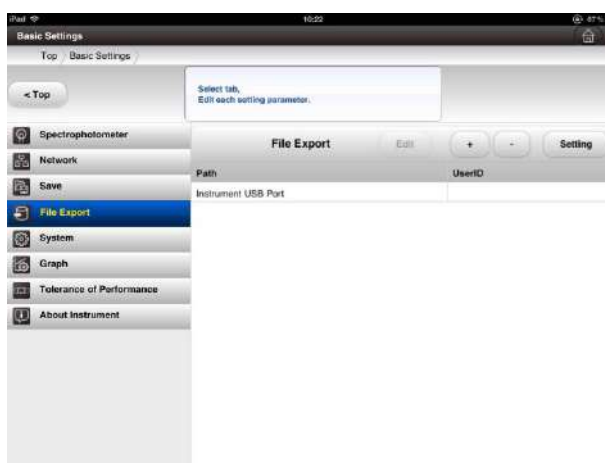 iPad
10:22
87%
Basic Settings
Top Basic Settings
< Top
Select tab,
Edit each setting parameter.
Spectrophotometer
Network
Save
File Export
System
Graph
Tolerance of Performance
About Instrument
File Export Edit + - Setting
Path UserID
Instrument USB Port